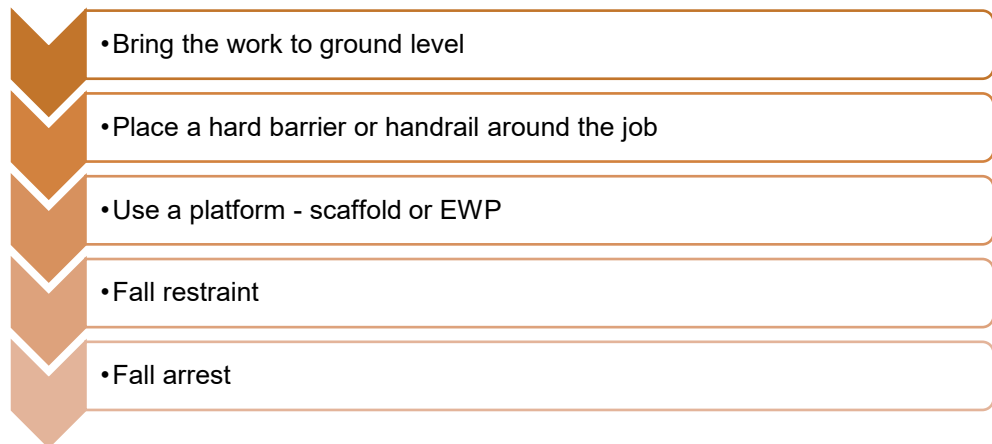 •Bring the work to ground level
•Place a hard barrier or handrail around the job
•Use a platform - scaffold or EWP
•Fall restraint
•Fall arrest